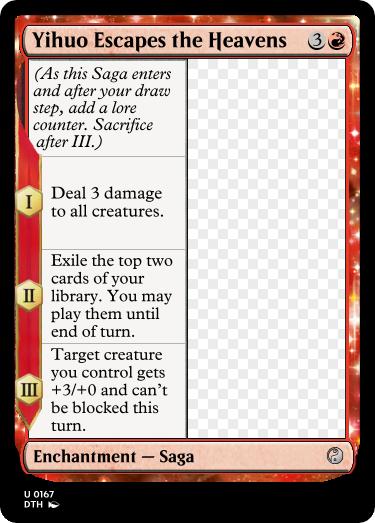 Yihuo Escapes the Heavens 3
(As this Saga enters
and after your draw
step, add a lore
counter. Sacrifice
after III.)
I
Deal 3 damage
to all creatures.
II
Exile the top two
cards of your
library. You may
play them until
end of turn.
III
Target creature
you control gets
+3/+0 and can't
be blocked this
turn.
Enchantment — Saga
U 0167
DTH